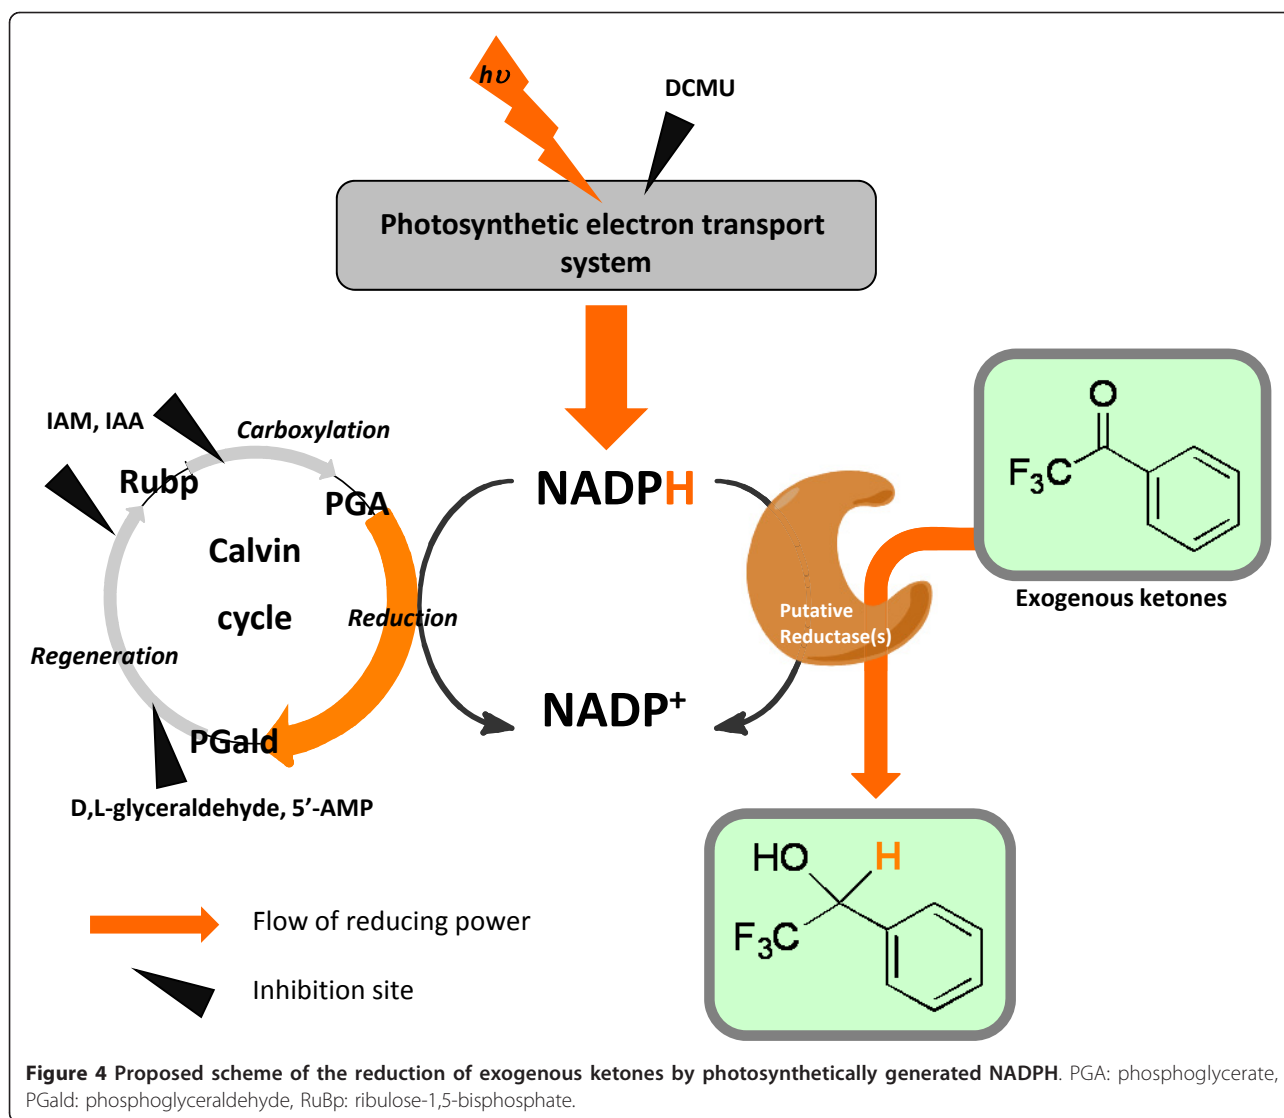 hυ
DCMU
Photosynthetic electron transport
system
IAM, IAA
Carboxylation
Rubp
PGA
NADPH
Calvin
cycle
Reduction
Regeneration
PGald
D,L-glyceraldehyde, 5’-AMP
NADP+
Putative
Reductase(s)
O
F3C
Exogenous ketones
HO
H
F3C
Flow of reducing power
Inhibition site
Figure 4 Proposed scheme of the reduction of exogenous ketones by photosynthetically generated NADPH. PGA: phosphoglycerate,
PGald: phosphoglyceraldehyde, RuBp: ribulose-1,5-bisphosphate.